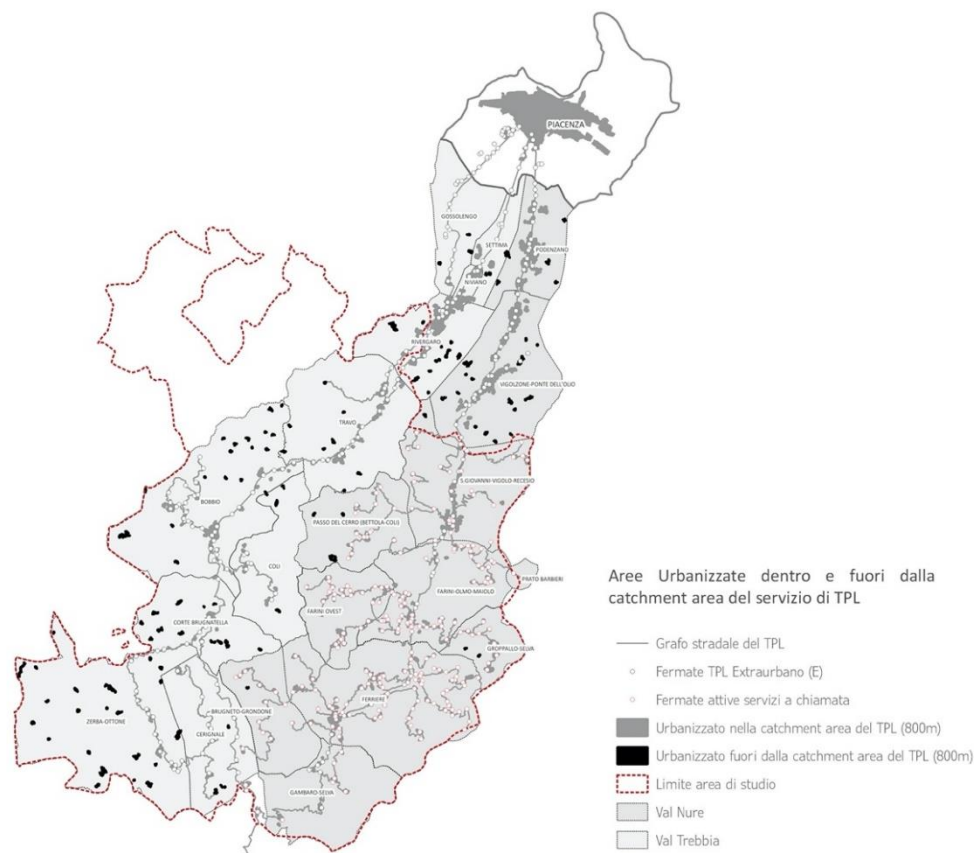 PIACENZA
GOSSOLENGO
SETTIMA
PODENZANO
NIVIANO
RIVERGARO
VIGOLZONE-PONTE DELL'OLIO
TRAVO
S.GIOVANNI-VIGOLO-RECESIO
BOBBIO
PASSO DEL CERRO (BETTOLA-COLI)
COLI
PRATO BARBIERI
FARINI-OLMO-MAIOLO
FARINI OVEST
CORTE BRUGNATELLA
GROPPALLO-SELVA
FERRIERE
BRUGNETO-GRONDONE
ZERBA-OTTONE
CERIGNALE
GAMBARO-SELVA
Aree Urbanizzate dentro e fuori dalla
catchment area del servizio di TPL
Grafo stradale del TPL
Fermate TPL Extraurbano (E)
Fermate attive servizi a chiamata
Urbanizzato nella catchment area del TPL (800m)
Urbanizzato fuori dalla catchment area del TPL (800m)
Limite area di studio
Val Nure
Val Trebbia